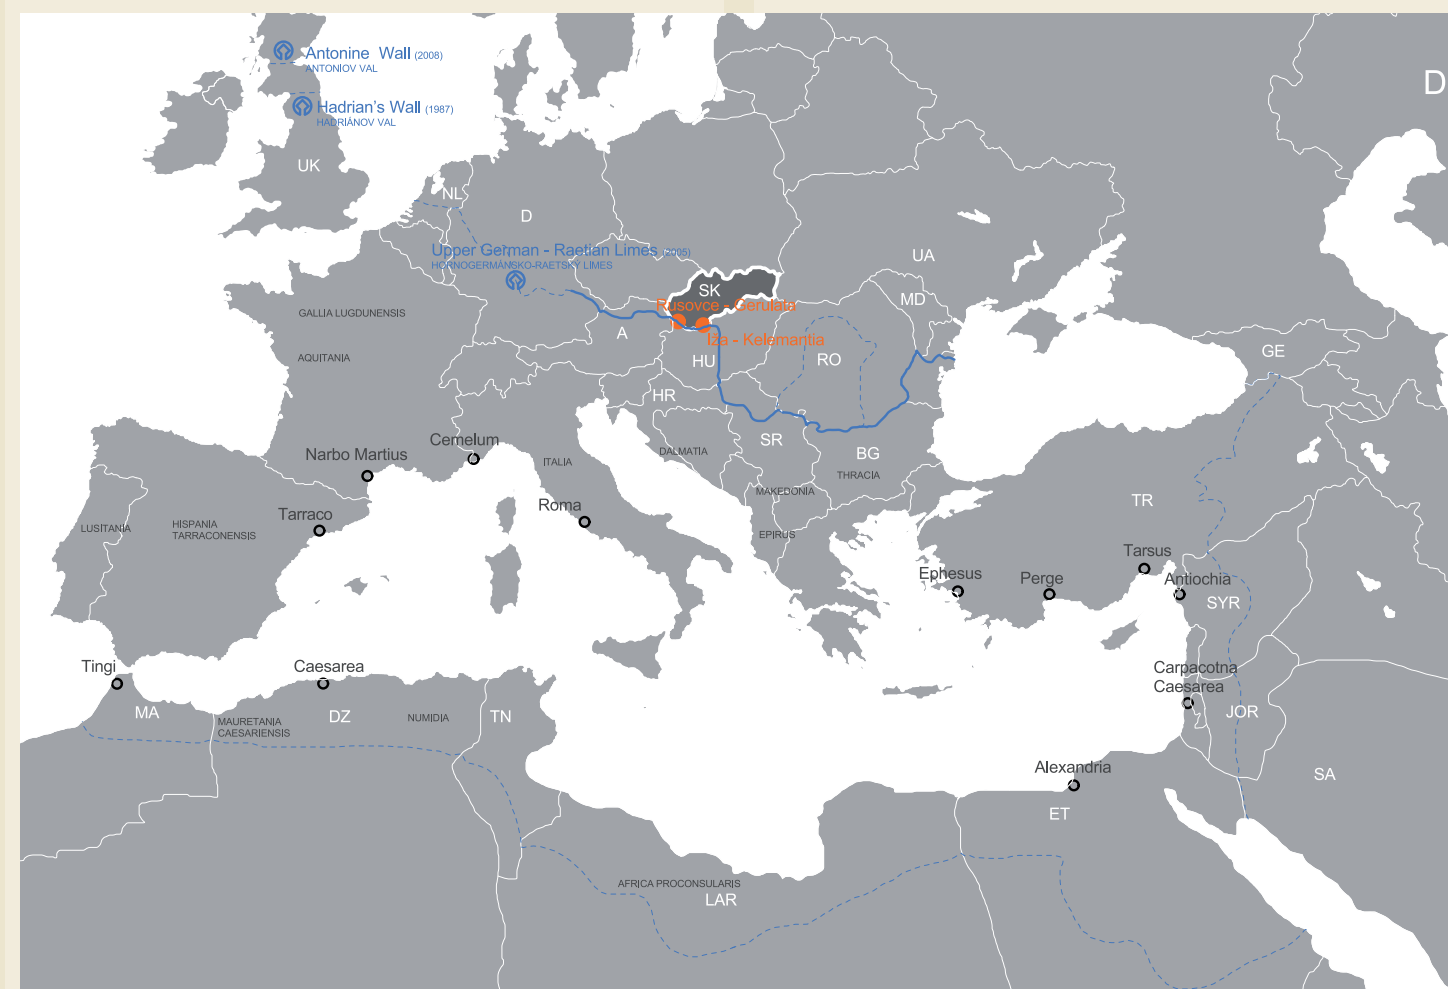 Antonine Wall (2008)
ANTONIOV VAL
D
Hadrian's Wall (1987)
HADRIÁNOV VAL
UK
NL
D
Upper German - Raetian Limes (2005)
HORNOGERMÁNSKO-RAETSKÝ LIMES
UA
SK
MD
Rusovce - Gerulata
GALLIA LUGDUNENSIS
A
Iža - Kelemantia
GE
AQUITANIA
HU
RO
HR
Cemelum
SR
Narbo Martius
DALMATIA
BG
ITALIA
THRACIA
MAKEDONIA
TR
Roma
Tarraco
LUSITANIA
HISPANIA
TARRACONENSIS
EPIRUS
Tarsus
Ephesus
Perge
Antiochia
SYR
Tingi
Caesarea
Carpacotna
Caesarea
MA
DZ
NUMIDIA
TN
JOR
MAURETANIA
CAESARIENSIS
Alexandria
SA
ET
AFRICA PROCONSULARIS
LAR